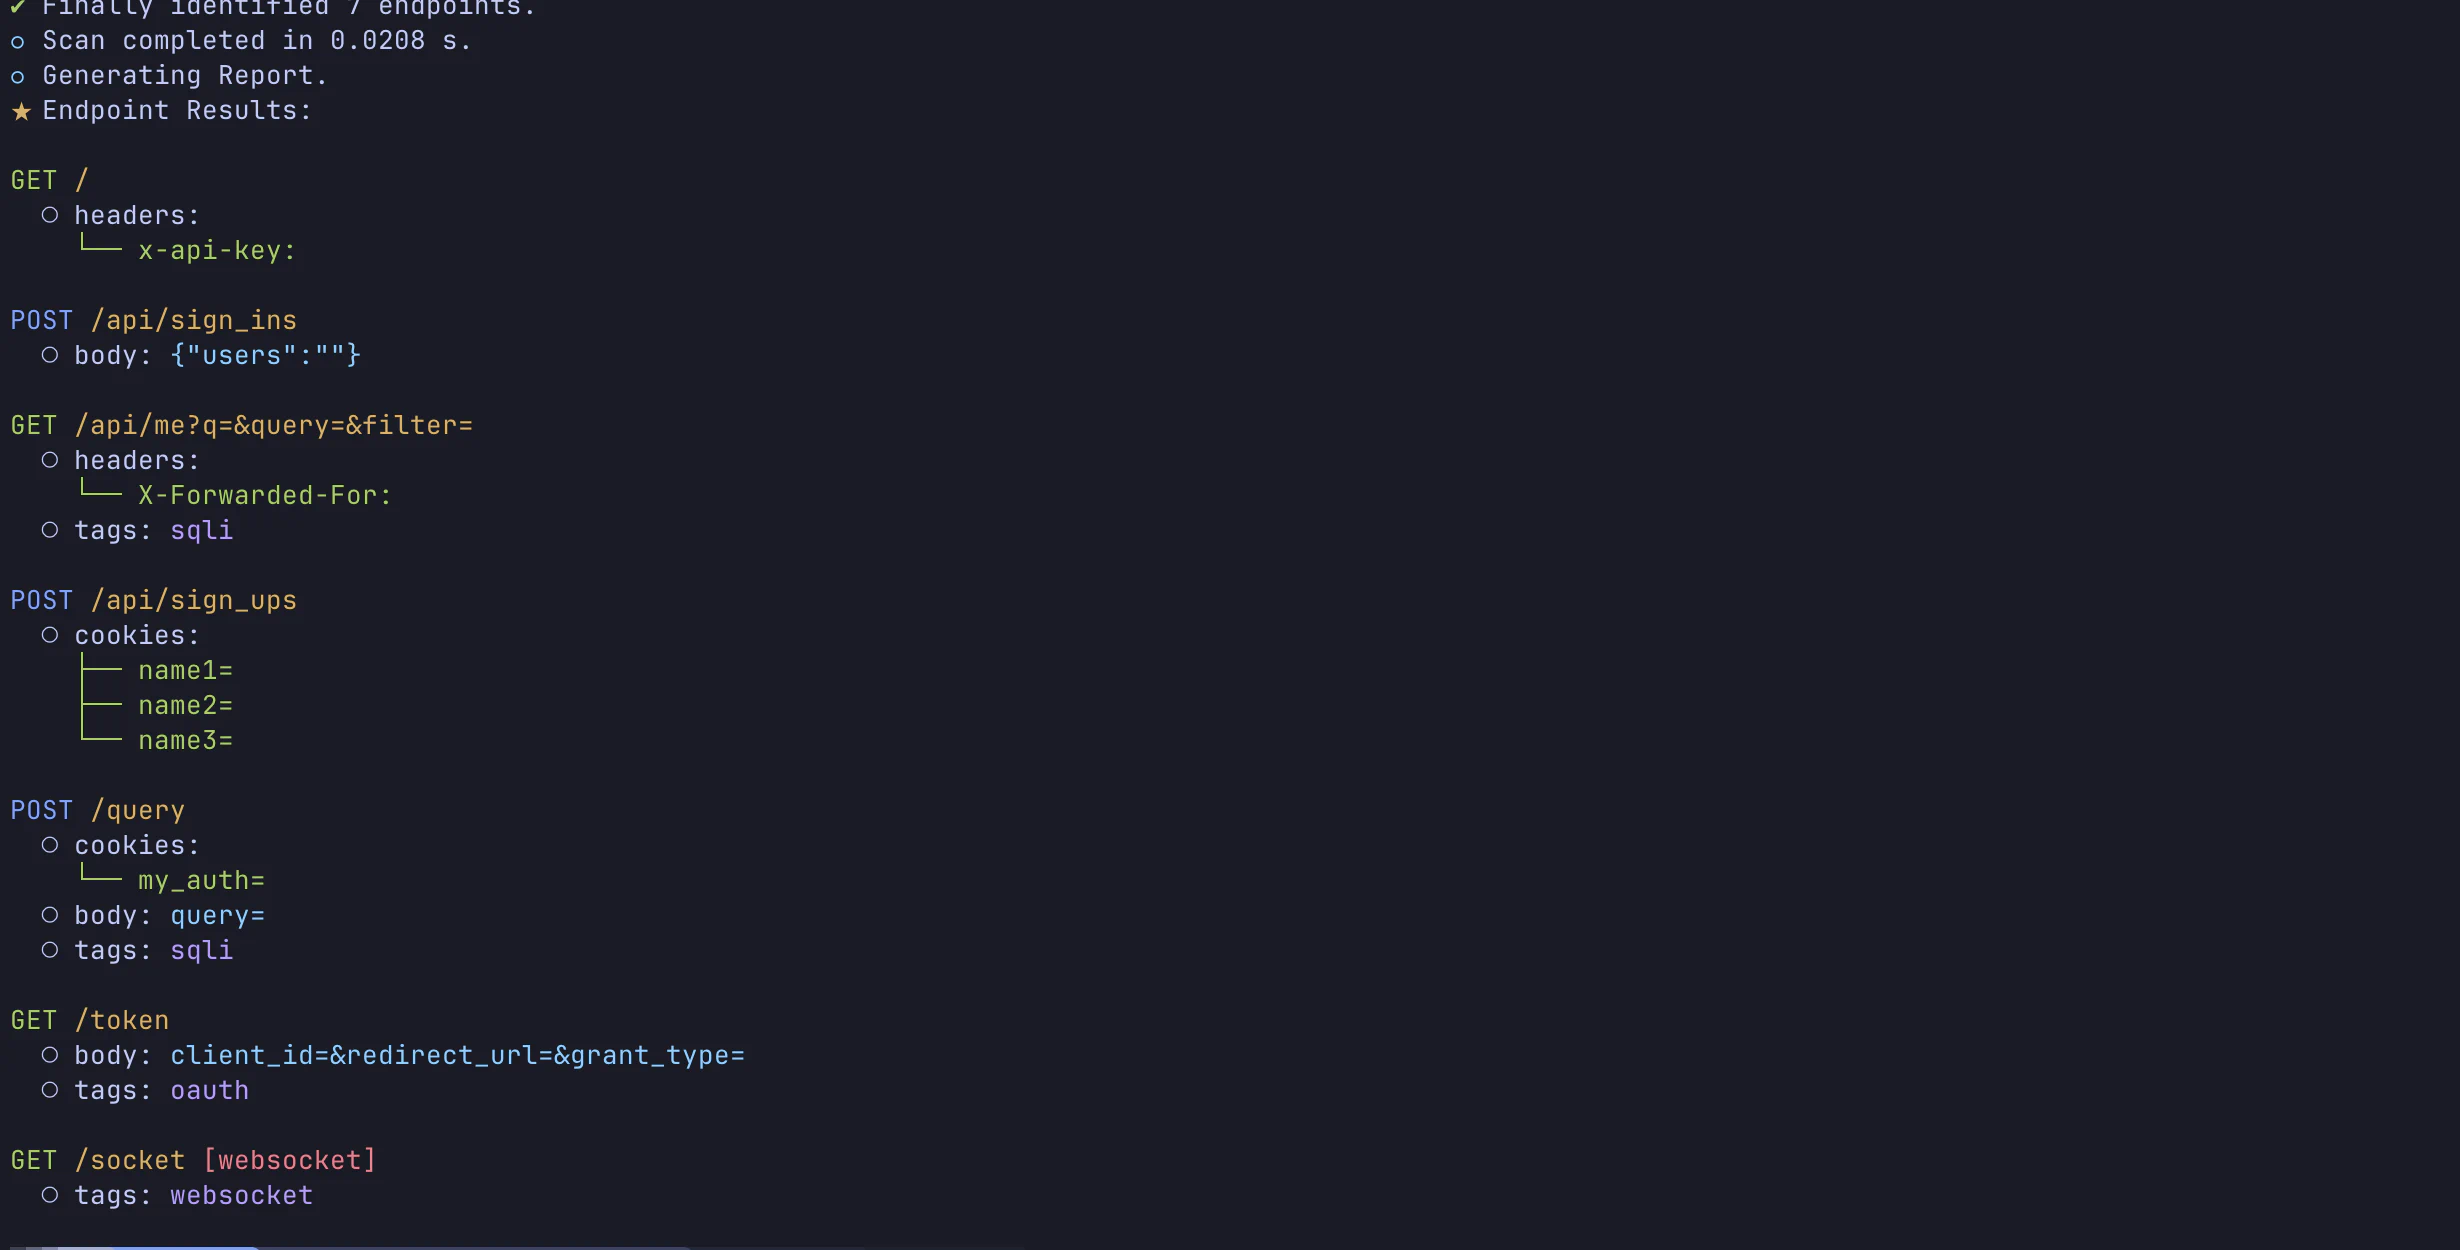 ✔ Finally identified 7 endpoints.
○ Scan completed in 0.0208 s.
○ Generating Report.
★ Endpoint Results:
GET /
○ headers:
└── x-api-key:
POST /api/sign_ins
○ body: {"users":""}
GET /api/me?q=&query=&filter=
○ headers:
└── X-Forwarded-For:
○ tags: sqli
POST /api/sign_ups
○ cookies:
├── name1=
├── name2=
└── name3=
POST /query
○ cookies:
└── my_auth=
○ body: query=
○ tags: sqli
GET /token
○ body: client_id=&redirect_url=&grant_type=
○ tags: oauth
GET /socket [websocket]
○ tags: websocket